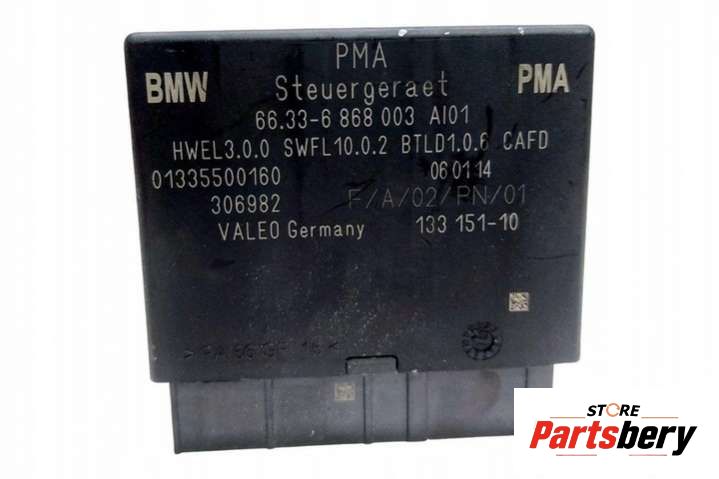 PMA
BMW Steuergeraet PMA
66.33-6 868 003 AI01
HWEL3.0.0 SWFL10.0.2 BTLD1.0.6 CAFD
01335500160 06 01 14
306982 F/A/02/PN/01
VALEO Germany 133 151-10
STORE
Partsbery